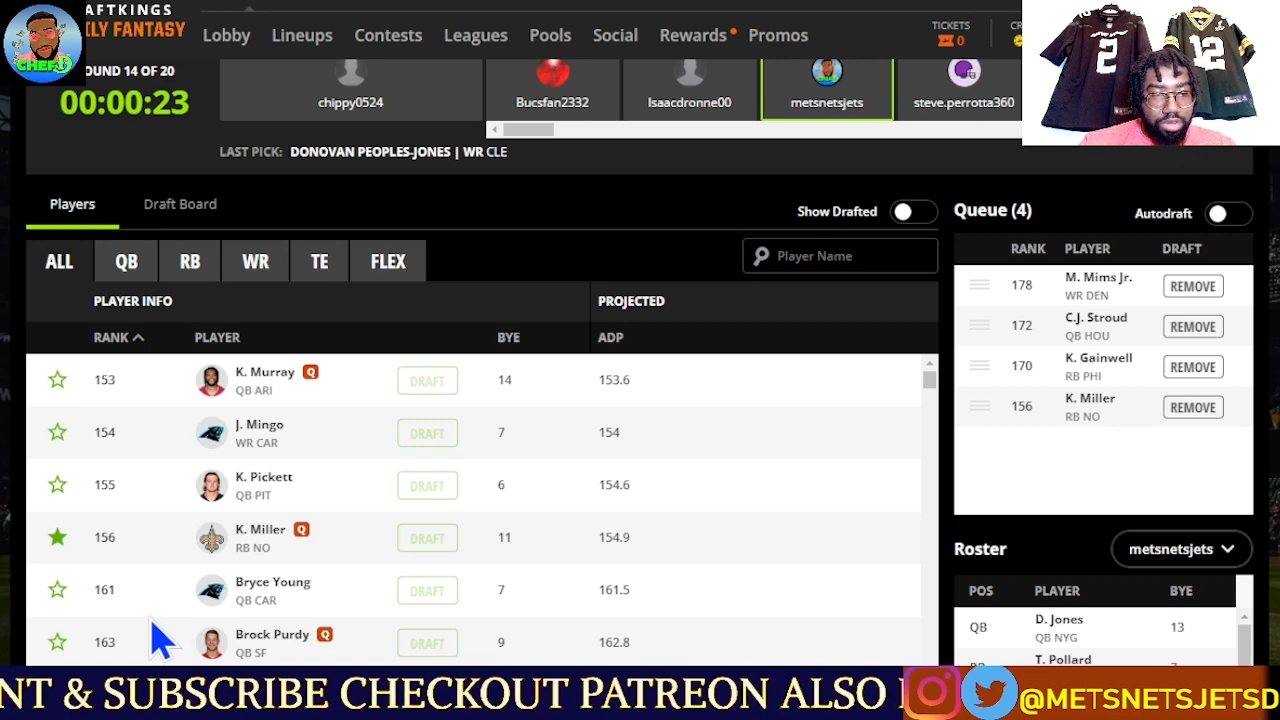 AFTKINGS
ILY FANTASY
CHEF
Lobby Lineups Contests Leagues Pools Social Rewards Promos
TICKETS
0
2
12
OUND 14 OF 20
00:00:23
chippy0524
Bucsfan2332
Isaacdronne00
metsnetsjets
steve.perrotta360
LAST PICK: DONOVAN PEOPLES-JONES | WR CLE
Players
Draft Board
Show Drafted
Queue (4)
Autodraft
ALL QB RB WR TE FLEX
Player Name
RANK PLAYER DRAFT
178 M. Mims Jr. REMOVE
WR DEN
172 C.J. Stroud REMOVE
QB HOU
170 K. Gainwell REMOVE
RB PHI
156 K. Miller REMOVE
RB NO
PLAYER INFO PROJECTED
RANK PLAYER BYE ADP
153 K. Murray Q DRAFT 14 153.6
QB ARI
154 J. Mingo DRAFT 7 154
WR CAR
155 K. Pickett DRAFT 6 154.6
QB PIT
156 K. Miller Q DRAFT 11 154.9
RB NO
161 Bryce Young DRAFT 7 161.5
QB CAR
163 Brock Purdy Q DRAFT 9 162.8
QB SF
Roster metsnetsjets
POS PLAYER BYE
QB D. Jones 13
QB NYG
T. Pollard
NT & SUBSCRIBE CHECKOUT PATREON ALSO
@METSNETSJETSD